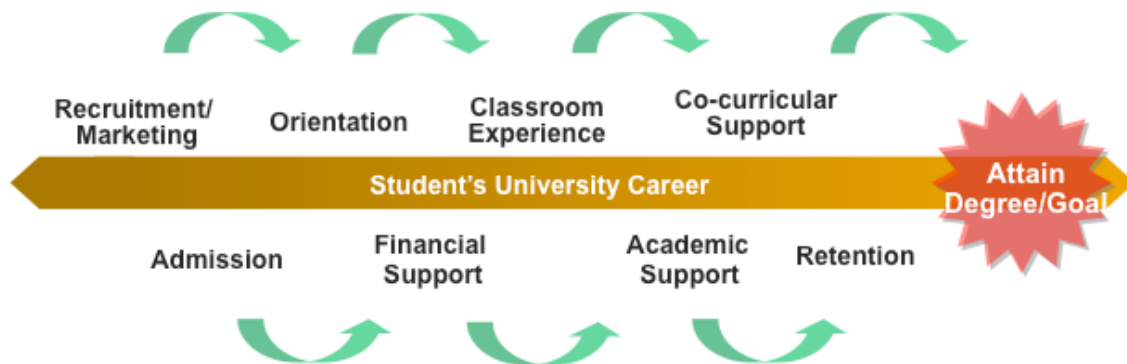 Recruitment/
Marketing
Orientation
Classroom
Experience
Co-curricular
Support
Student's University Career
Attain
Degree/Goal
Admission
Financial
Support
Academic
Support
Retention